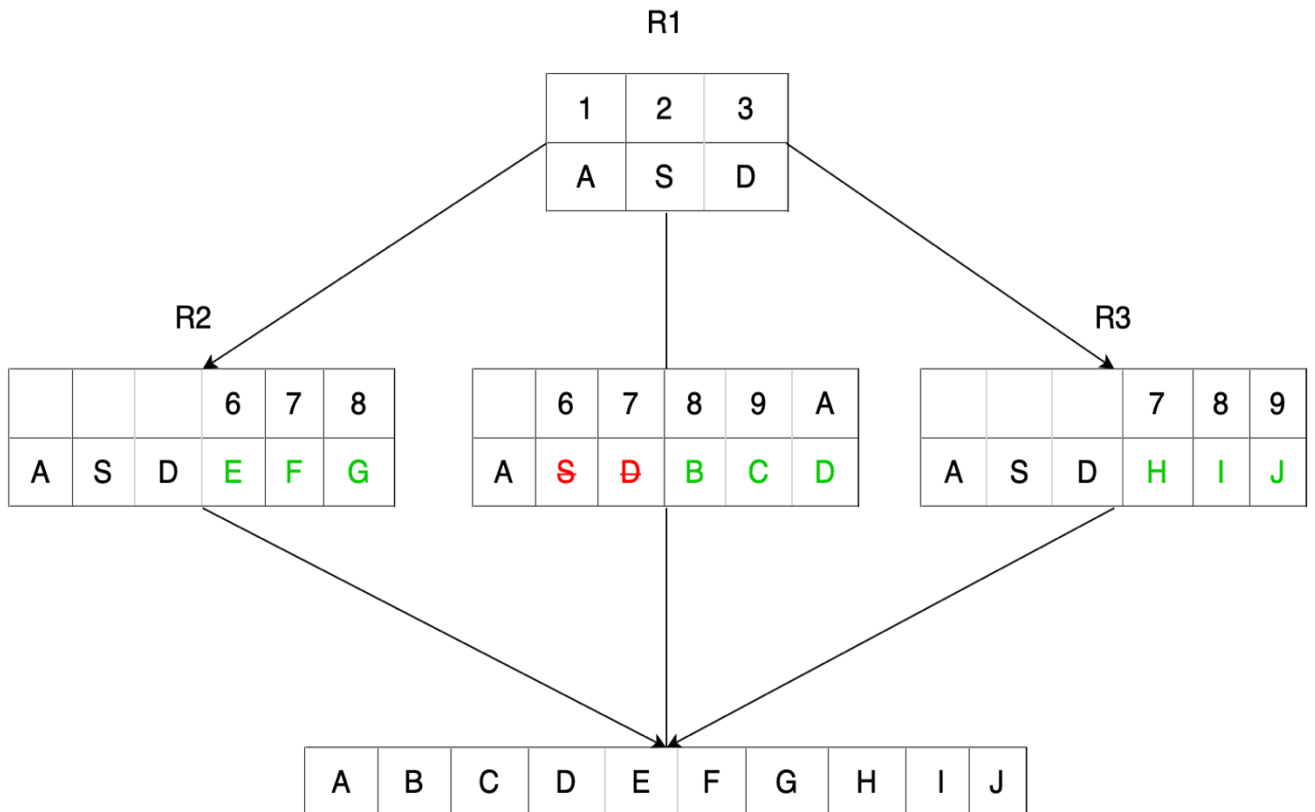 R1
1 2 3
A S D
R2 R3
6 7 8 6 7 8 9 A 7 8 9
A S D E F G A S D B C D A S D H I J
A B C D E F G H I J